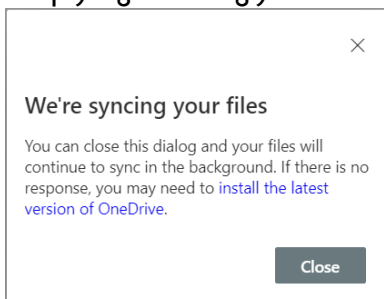 We're syncing your files
You can close this dialog and your files will
continue to sync in the background. If there is no
response, you may need to install the latest
version of OneDrive.
Close